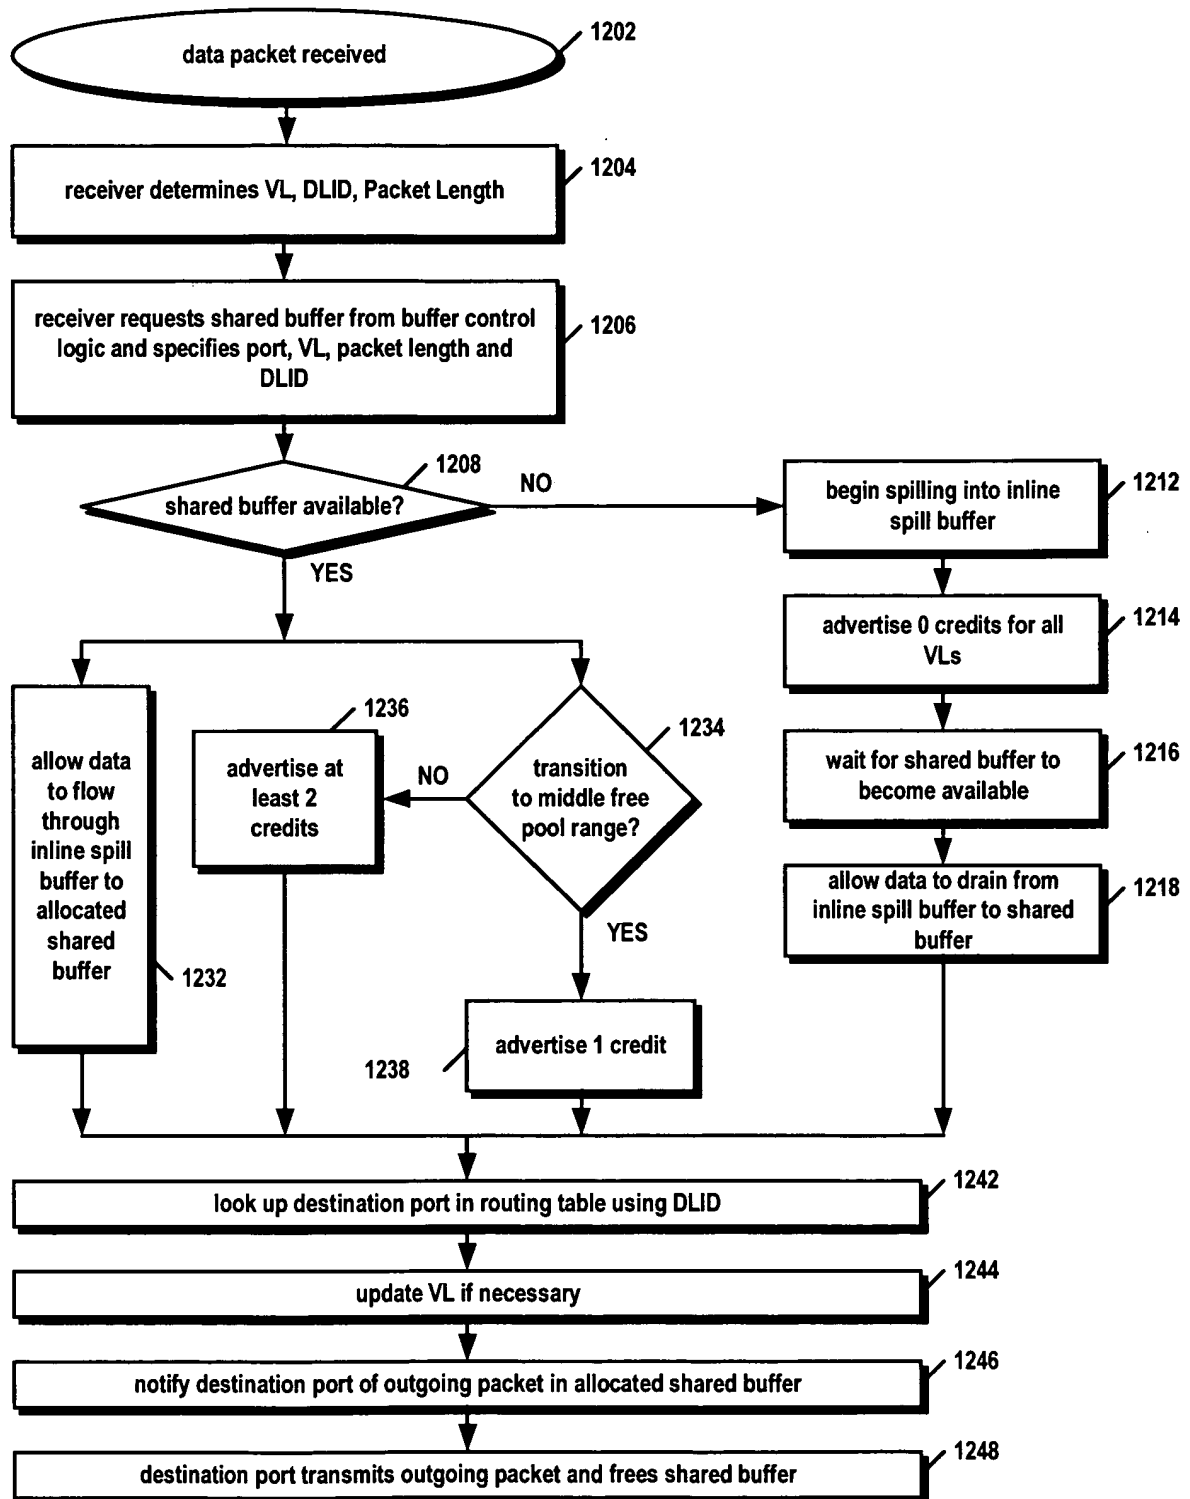 data packet received
1202
receiver determines VL, DLID, Packet Length
1204
receiver requests shared buffer from buffer control
logic and specifies port, VL, packet length and
DLID
1206
shared buffer available?
1208
NO
YES
begin spilling into inline
spill buffer
1212
advertise 0 credits for all
VLs
1214
wait for shared buffer to
become available
1216
allow data to drain from
inline spill buffer to shared
buffer
1218
allow data
to flow
through
inline spill
buffer to
allocated
shared
buffer
1232
1236
advertise at
least 2
credits
NO
transition
to middle free
pool range?
1234
YES
advertise 1 credit
1238
look up destination port in routing table using DLID
1242
update VL if necessary
1244
notify destination port of outgoing packet in allocated shared buffer
1246
destination port transmits outgoing packet and frees shared buffer
1248